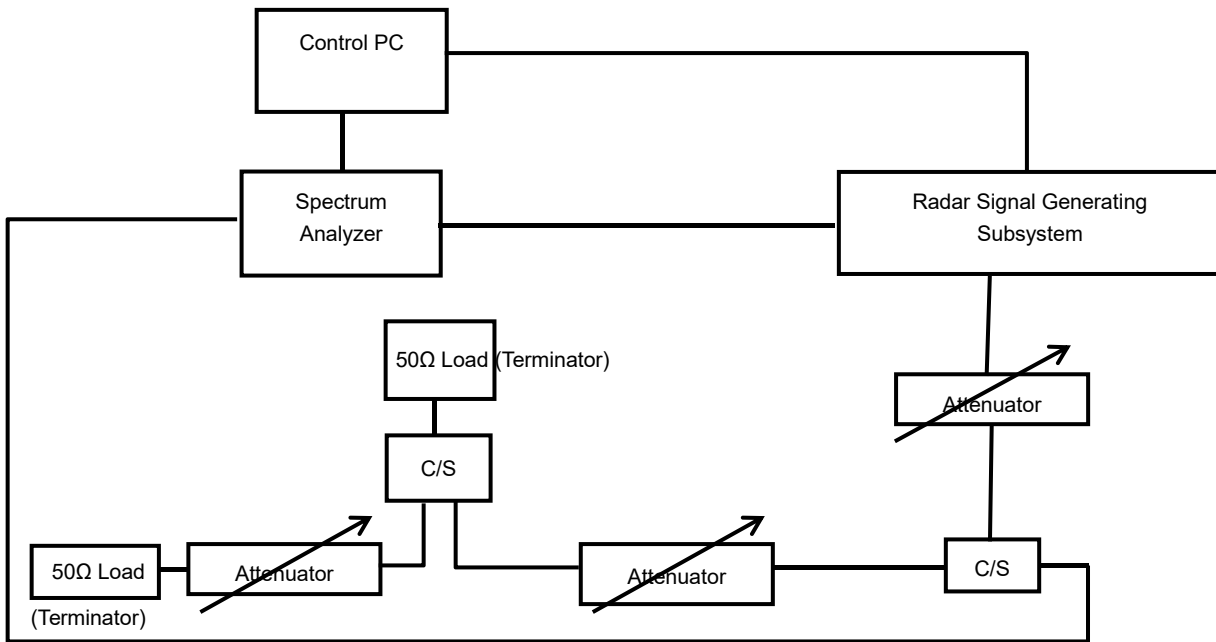 Control PC
Spectrum
Analyzer
Radar Signal Generating
Subsystem
50Ω Load (Terminator)
Attenuator
C/S
50Ω Load
(Terminator)
Attenuator
Attenuator
C/S